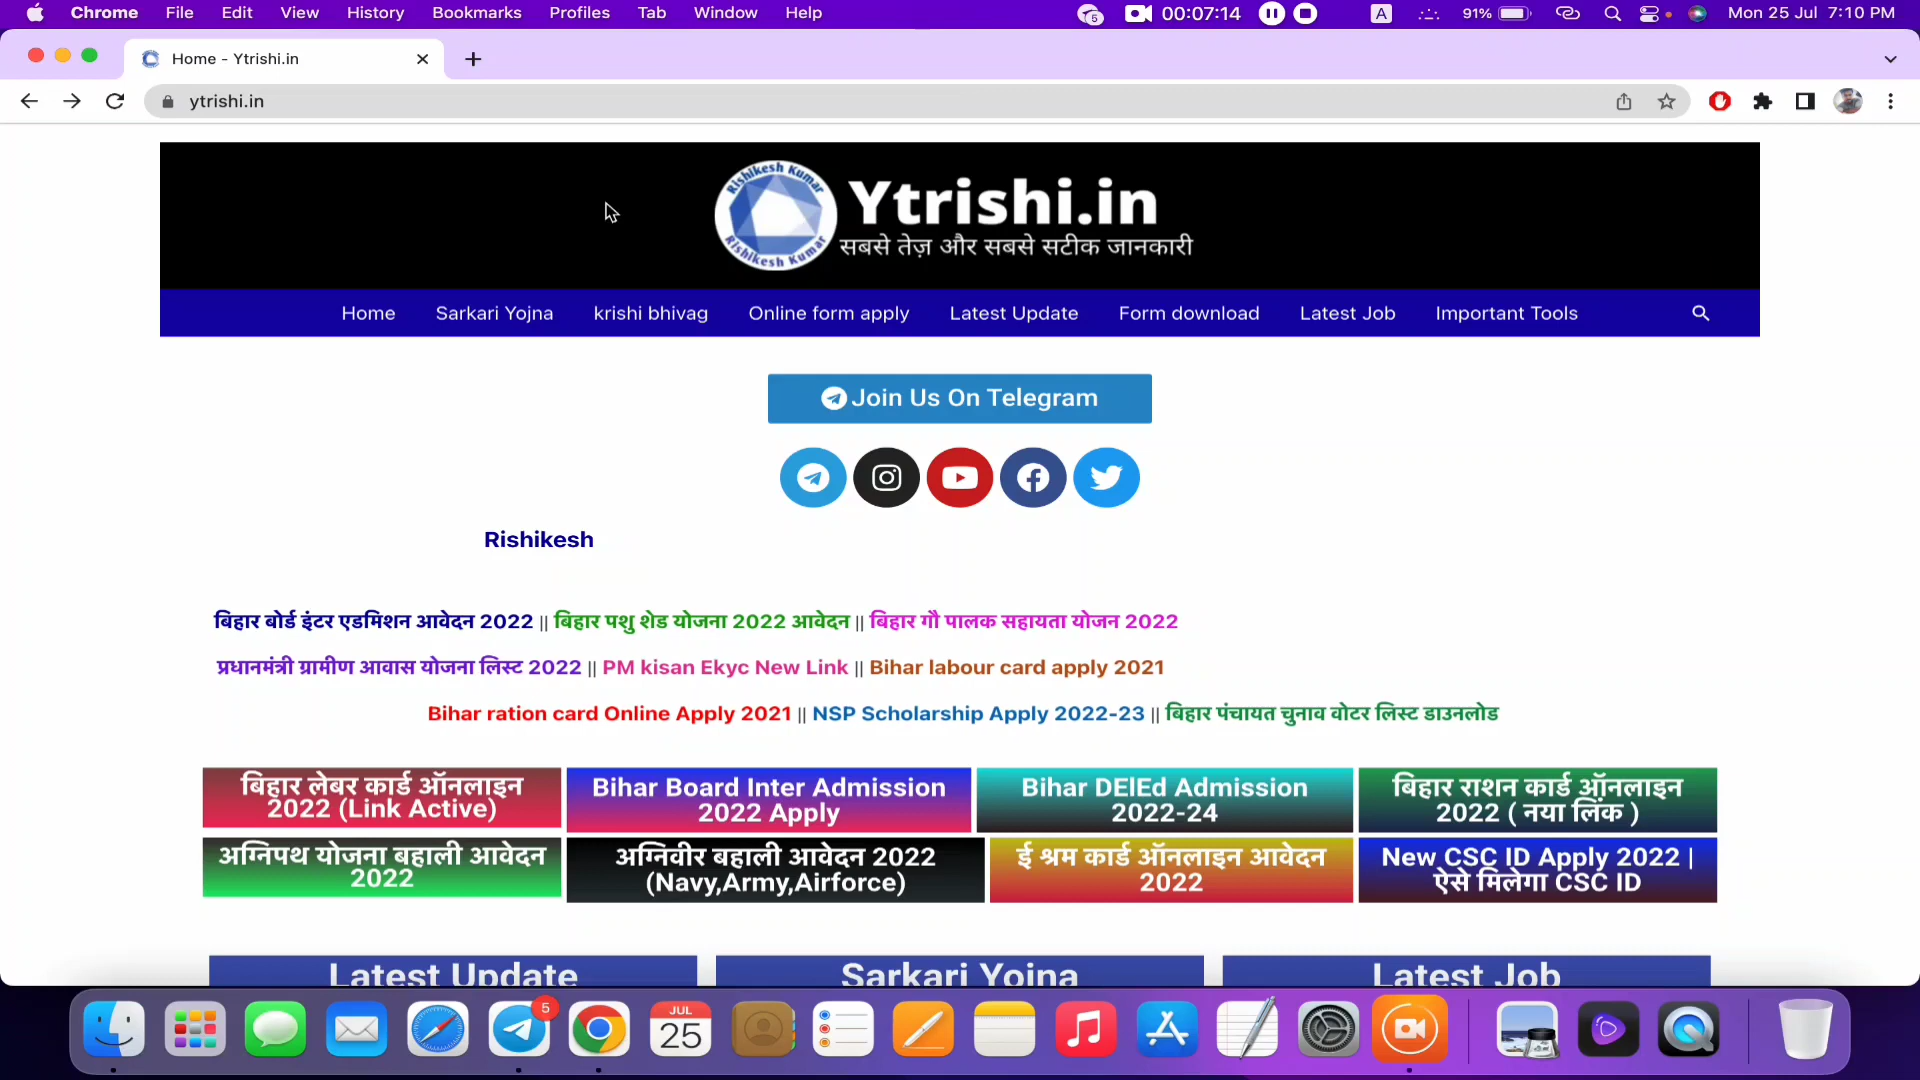 Chrome File Edit View History Bookmarks Profiles Tab Window Help 5 00:07:14 A 91% Mon 25 Jul 7:10 PM
Home - Ytrishi.in
ytrishi.in
Rishikesh Kumar
Rishikesh Kumar
Ytrishi.in
सबसे तेज़ और सबसे सटीक जानकारी
Home Sarkari Yojna krishi bhivag Online form apply Latest Update Form download Latest Job Important Tools
Join Us On Telegram
Rishikesh
बिहार बोर्ड इंटर एडमिशन आवेदन 2022 || बिहार पशु शेड योजना 2022 आवेदन || बिहार गौ पालक सहायता योजन 2022
प्रधानमंत्री ग्रामीण आवास योजना लिस्ट 2022 || PM kisan Ekyc New Link || Bihar labour card apply 2021
Bihar ration card Online Apply 2021 || NSP Scholarship Apply 2022-23 || बिहार पंचायत चुनाव वोटर लिस्ट डाउनलोड
बिहार लेबर कार्ड ऑनलाइन
2022 (Link Active)
Bihar Board Inter Admission
2022 Apply
Bihar DElEd Admission
2022-24
बिहार राशन कार्ड ऑनलाइन
2022 ( नया लिंक )
अग्निपथ योजना बहाली आवेदन
2022
अग्निवीर बहाली आवेदन 2022
(Navy,Army,Airforce)
ई श्रम कार्ड ऑनलाइन आवेदन
2022
New CSC ID Apply 2022 |
ऐसे मिलेगा CSC ID
Latest Update Sarkari Yojna Latest Job
5
JUL
25